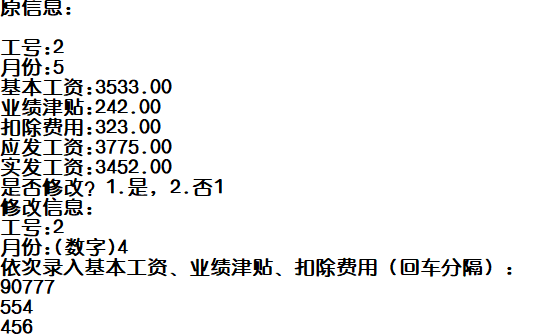 原信息：
工号:2
月份:5
基本工资:3533.00
业绩津贴:242.00
扣除费用:323.00
应发工资:3775.00
实发工资:3452.00
是否修改？1.是，2.否1
修改信息：
工号:2
月份:(数字)4
依次录入基本工资、业绩津贴、扣除费用（回车分隔）：
90777
554
456